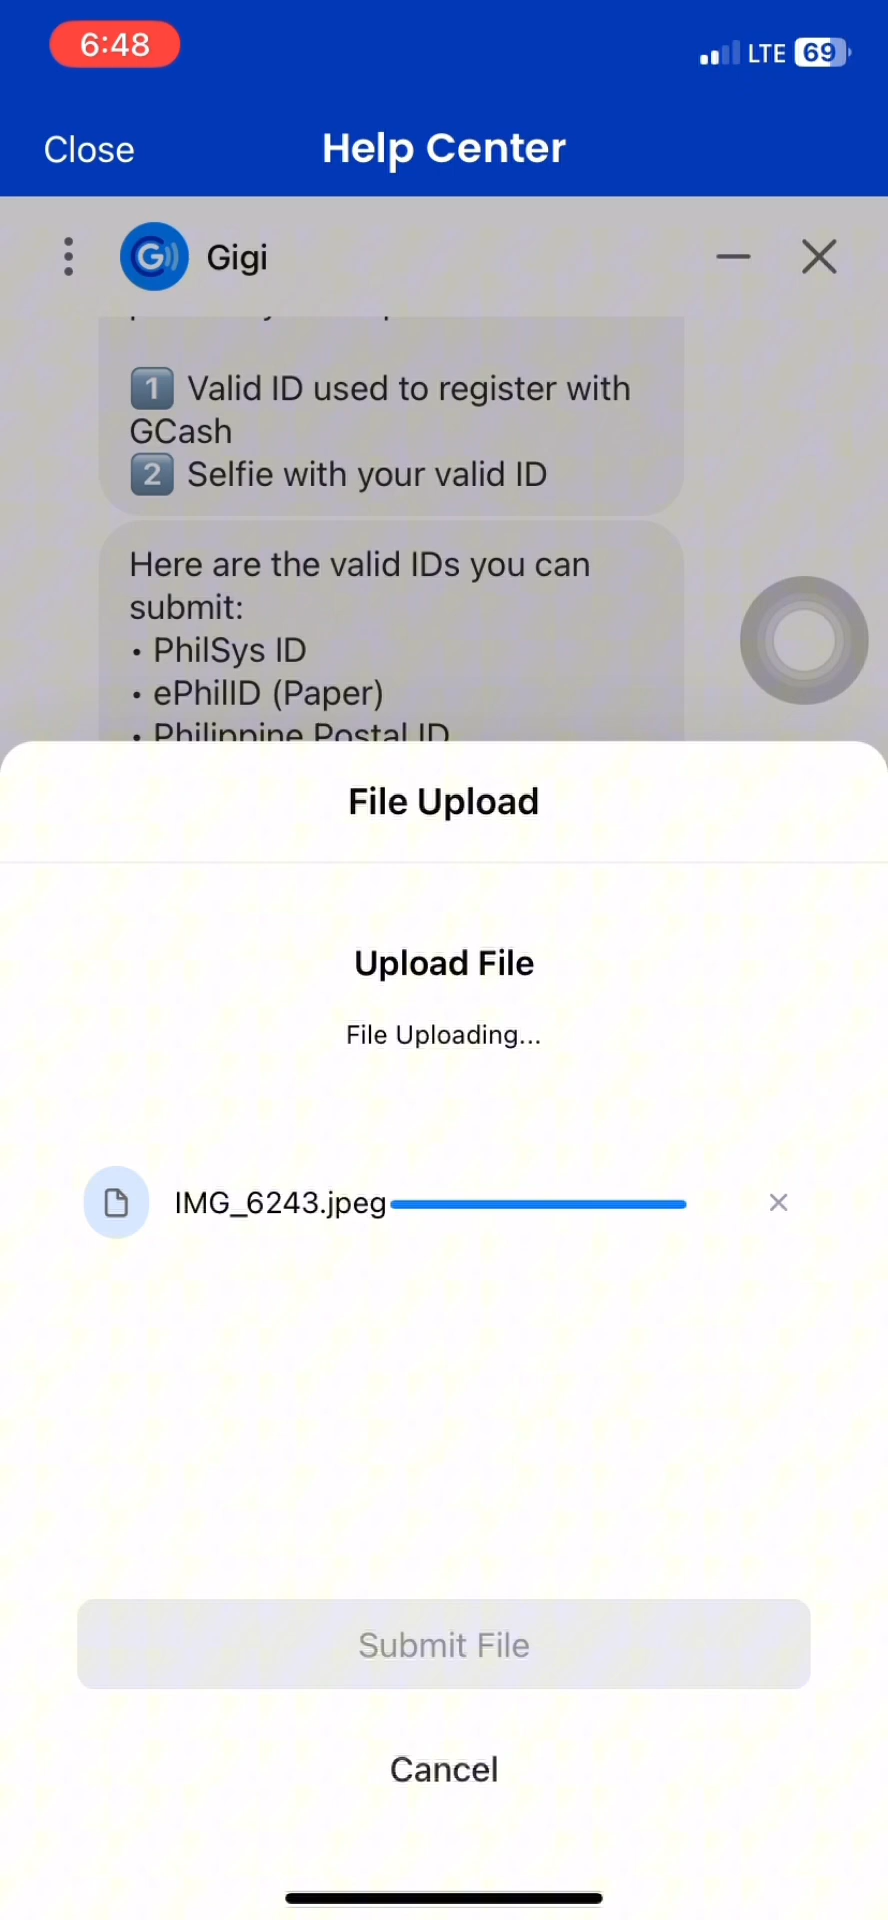 6:48
LTE 69
Close
Help Center
Gigi
1 Valid ID used to register with
GCash
2 Selfie with your valid ID
Here are the valid IDs you can
submit:
• PhilSys ID
• ePhilID (Paper)
• Philippine Postal ID
File Upload
Upload File
File Uploading...
IMG_6243.jpeg
Submit File
Cancel